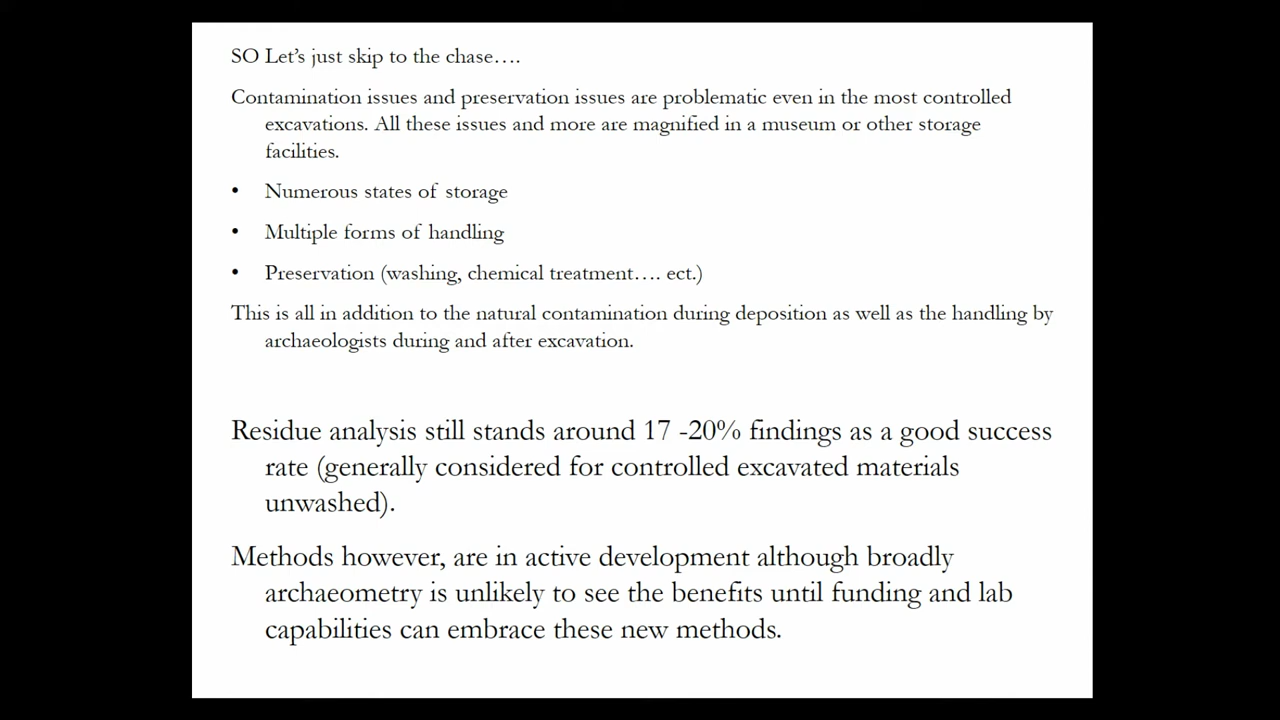 SO Let's just skip to the chase….
Contamination issues and preservation issues are problematic even in the most controlled
excavations. All these issues and more are magnified in a museum or other storage
facilities.
• Numerous states of storage
• Multiple forms of handling
• Preservation (washing, chemical treatment…. ect.)
This is all in addition to the natural contamination during deposition as well as the handling by
archaeologists during and after excavation.
Residue analysis still stands around 17 -20% findings as a good success
rate (generally considered for controlled excavated materials
unwashed).
Methods however, are in active development although broadly
archaeometry is unlikely to see the benefits until funding and lab
capabilities can embrace these new methods.